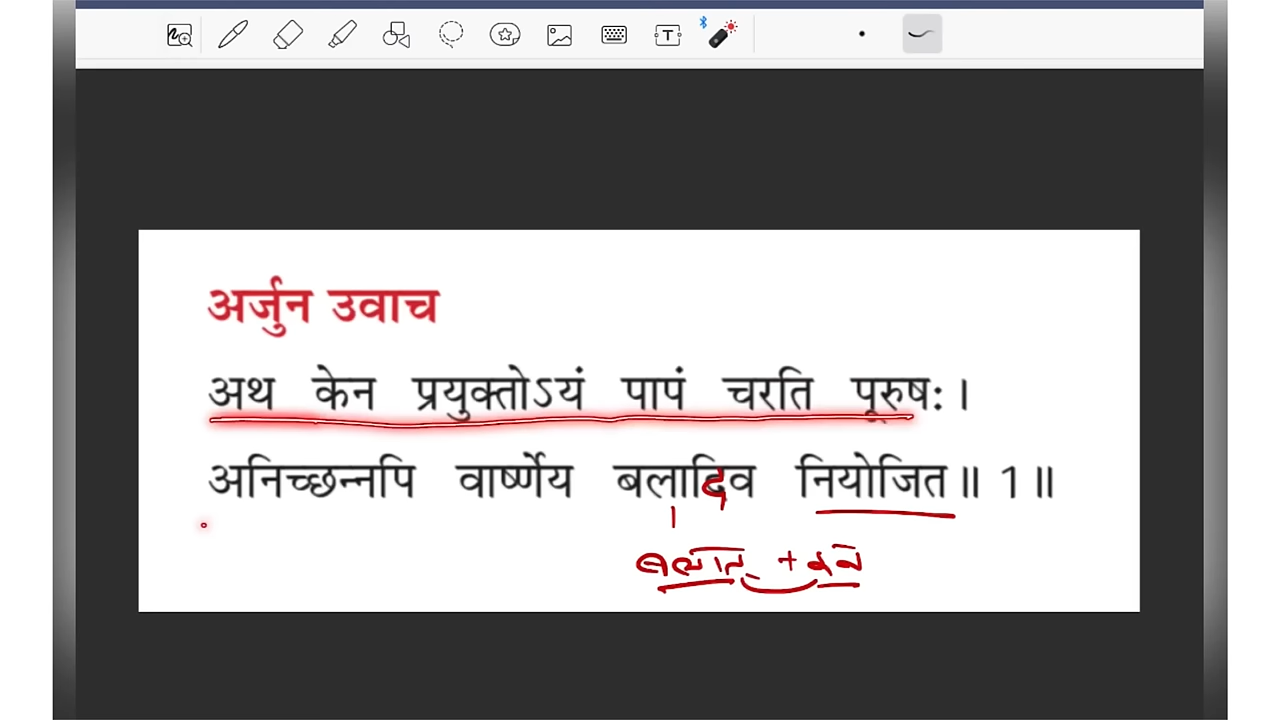 अर्जुन उवाच
अथ केन प्रयुक्तोऽयं पापं चरति पूरुषः।
अनिच्छन्नपि वार्ष्णेय बलादिव नियोजित॥ 1॥
बलात् + इव